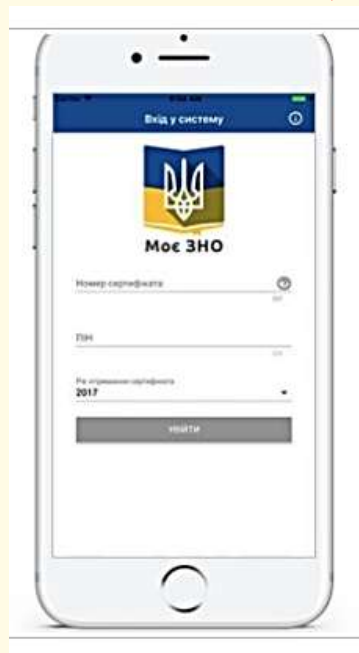 Вхід у систему
Моє ЗНО
Номер сертифіката
ПІН
Рік отримання сертифіката
2017
УВІЙТИ